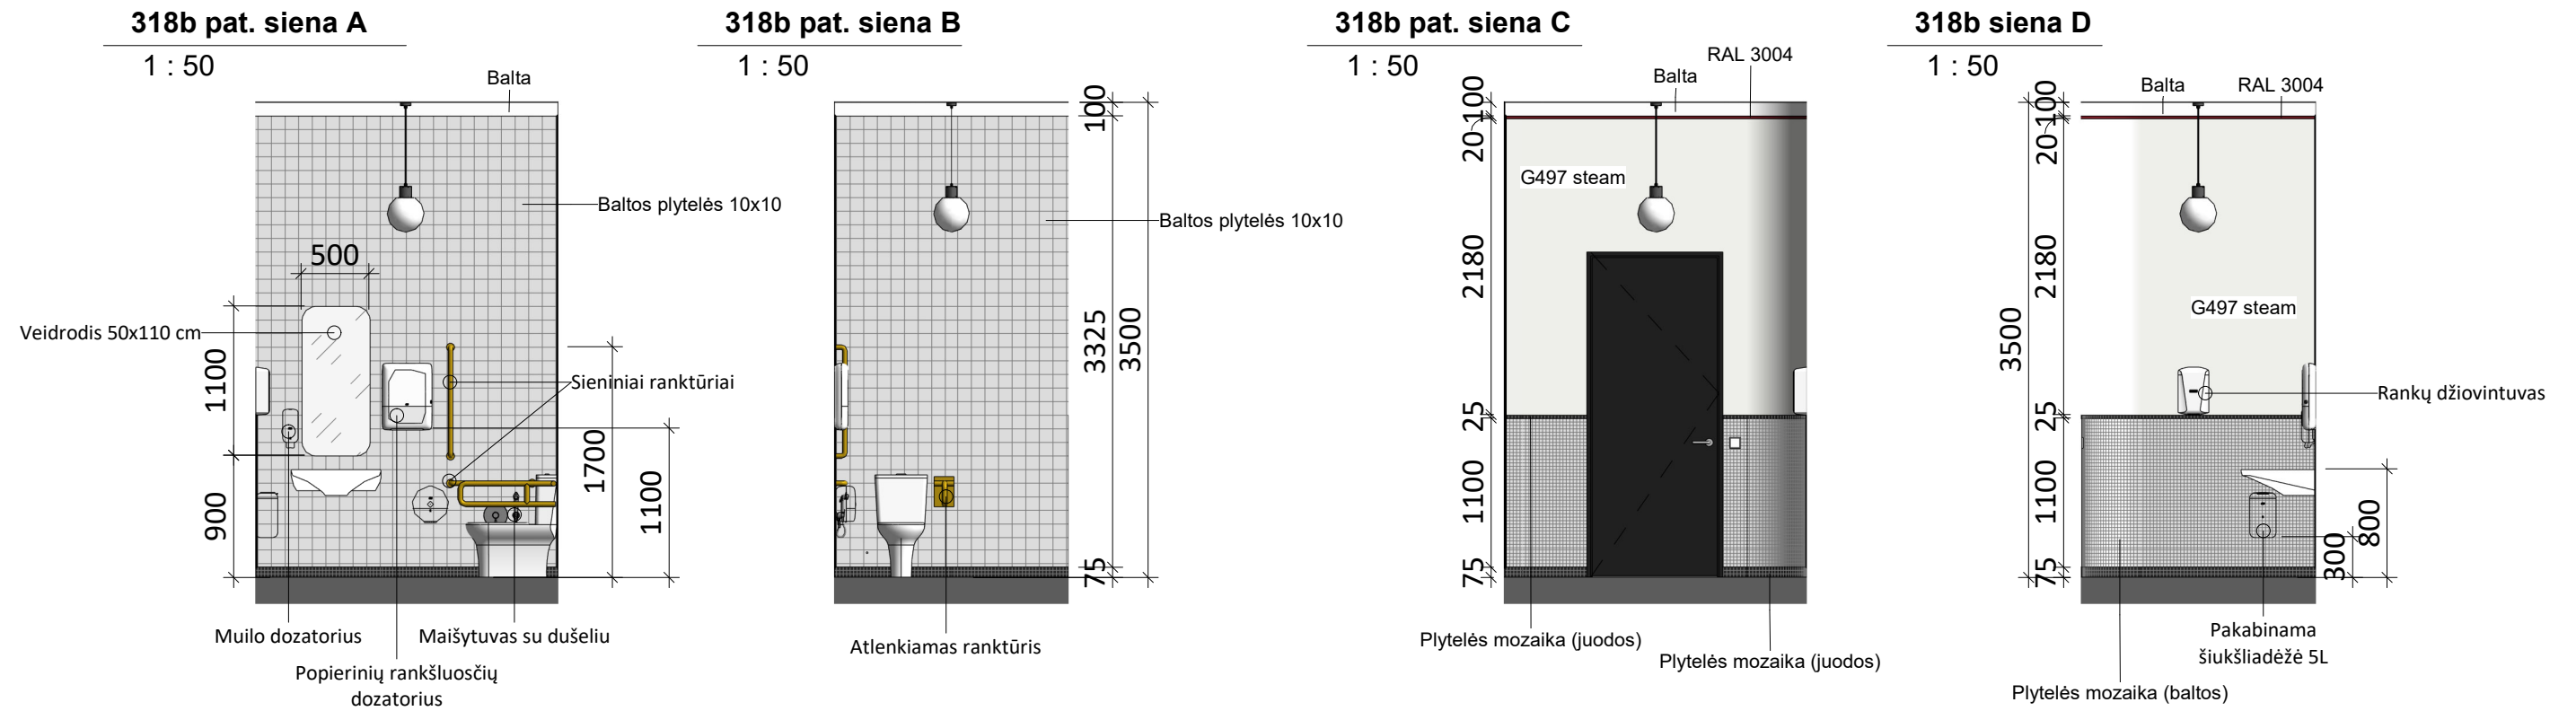 318b pat. siena A
1 : 50
Balta
Baltos plytelės 10x10
500
Veidrodis 50x110 cm
1100
900
Sieniniai ranktūriai
1700
1100
Muilo dozatorius
Maišytuvas su dušeliu
Popierinių rankšluosčių
dozatorius
318b pat. siena B
1 : 50
100
Baltos plytelės 10x10
3325
3500
75
Atlenkiamas ranktūris
318b pat. siena C
1 : 50
RAL 3004
Balta
100
20
G497 steam
2180
25
1100
75
Plytelės mozaika (juodos)
Plytelės mozaika (juodos)
318b siena D
1 : 50
Balta
RAL 3004
100
20
2180
G497 steam
3500
25
Rankų džiovintuvas
1100
800
300
75
Pakabinama
šiukšliadėžė 5L
Plytelės mozaika (baltos)